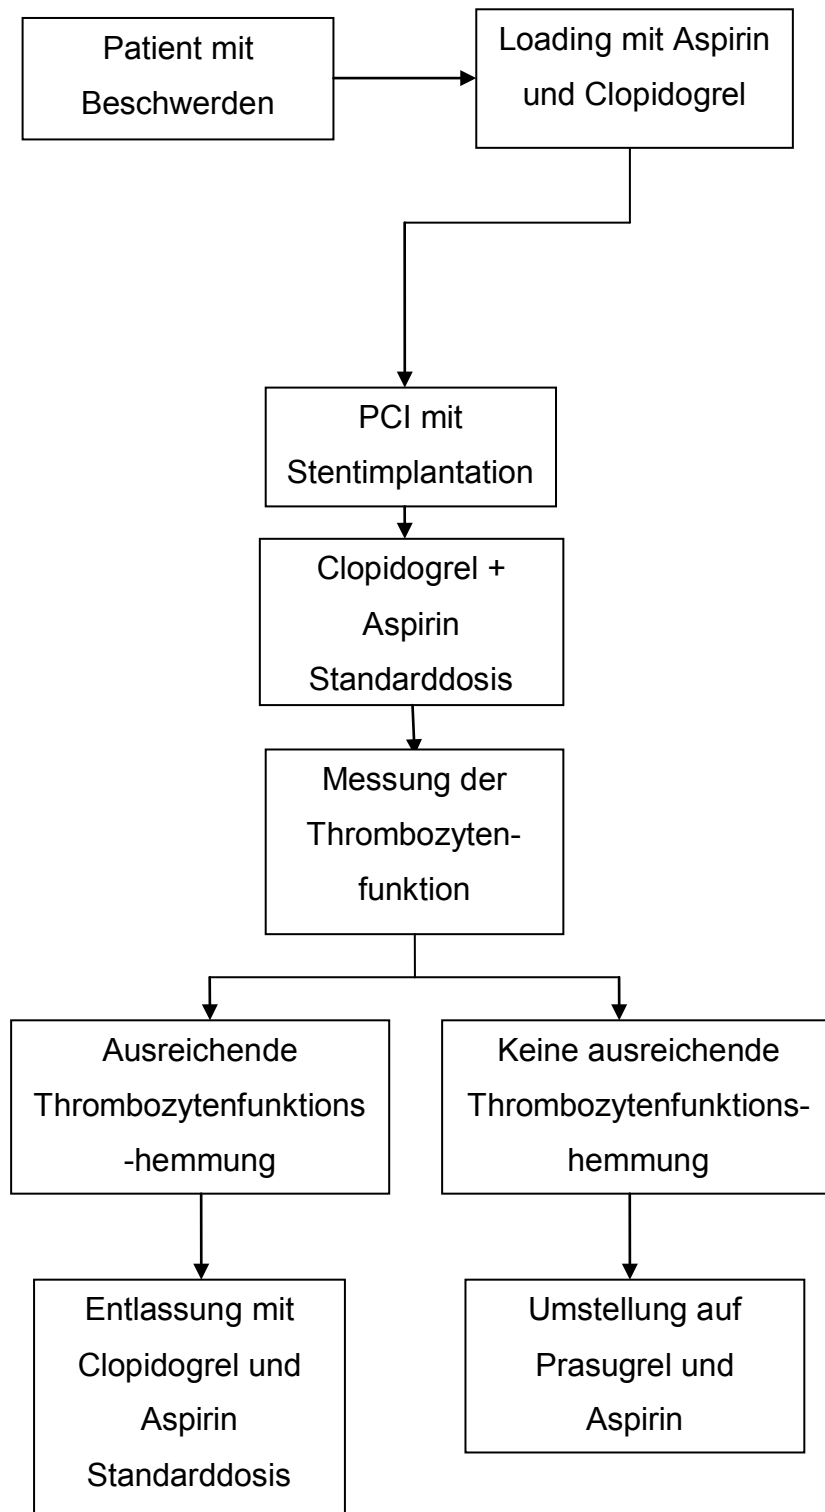 Patient mit
Beschwerden
Loading mit Aspirin
und Clopidogrel
PCI mit
Stentimplantation
Clopidogrel +
Aspirin
Standarddosis
Messung der
Thrombozyten-
funktion
Ausreichende
Thrombozytenfunktions
-hemmung
Keine ausreichende
Thrombozytenfunktions-
hemmung
Entlassung mit
Clopidogrel und
Aspirin
Standarddosis
Umstellung auf
Prasugrel und
Aspirin